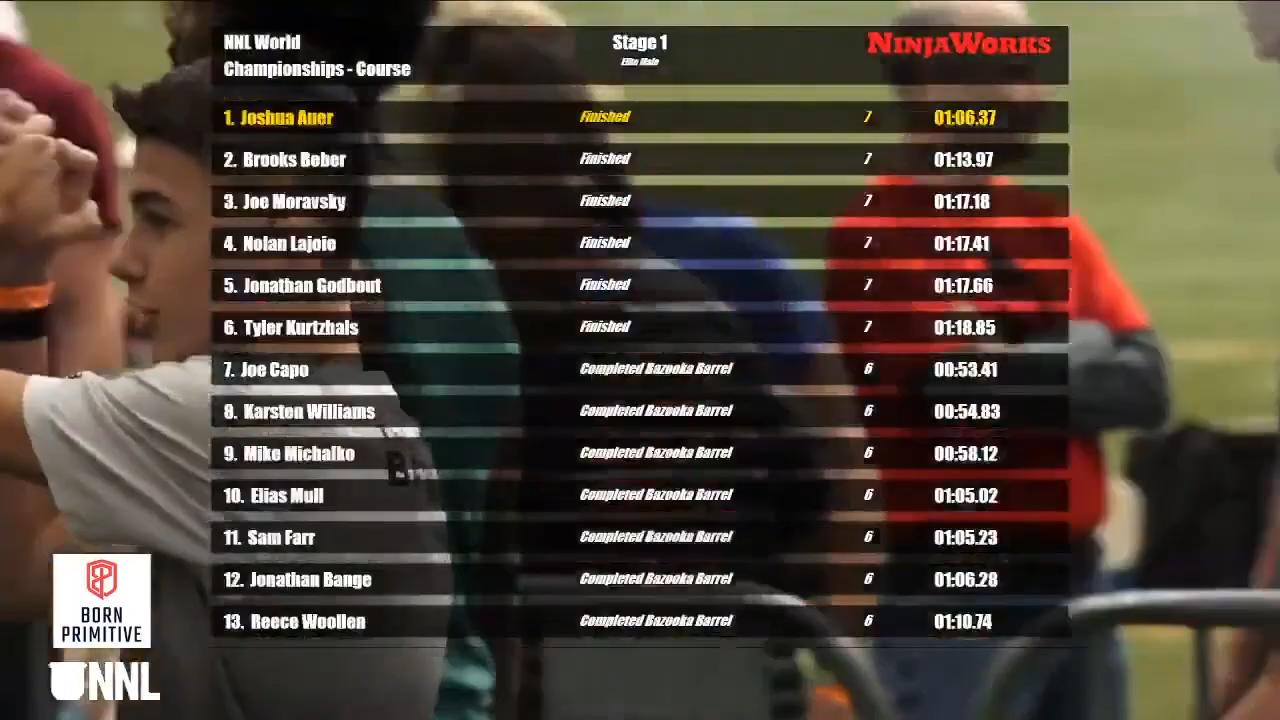 NNL World
Championships - Course
Stage 1
Elite Male
NINJAWORKS
1. Joshua Auer Finished 7 01:06.37
2. Brooks Beber Finished 7 01:13.97
3. Joe Moravsky Finished 7 01:17.18
4. Nolan Lajoie Finished 7 01:17.41
5. Jonathan Godbout Finished 7 01:17.66
6. Tyler Kurtzhals Finished 7 01:18.85
7. Joe Capo Completed Bazooka Barrel 6 00:53.41
8. Karsten Williams Completed Bazooka Barrel 6 00:54.83
9. Mike Michalko Completed Bazooka Barrel 6 00:58.12
10. Elias Mull Completed Bazooka Barrel 6 01:05.02
11. Sam Farr Completed Bazooka Barrel 6 01:05.23
12. Jonathan Bange Completed Bazooka Barrel 6 01:06.28
13. Reece Woollen Completed Bazooka Barrel 6 01:10.74
BORN
PRIMITIVE
NNL